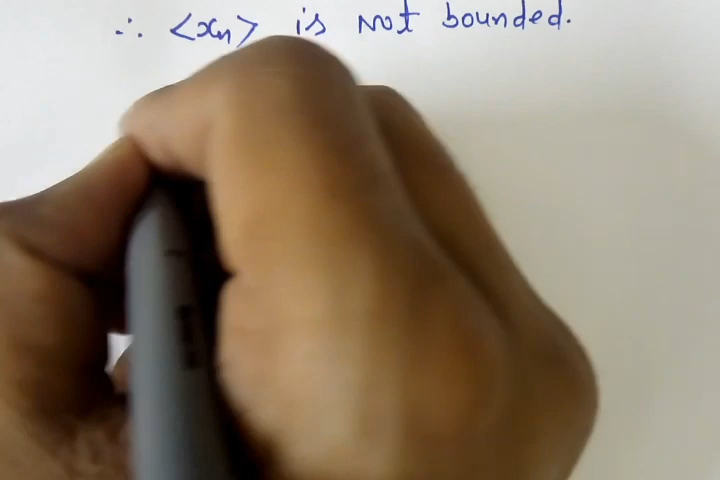 ∴ <xn> is not bounded.